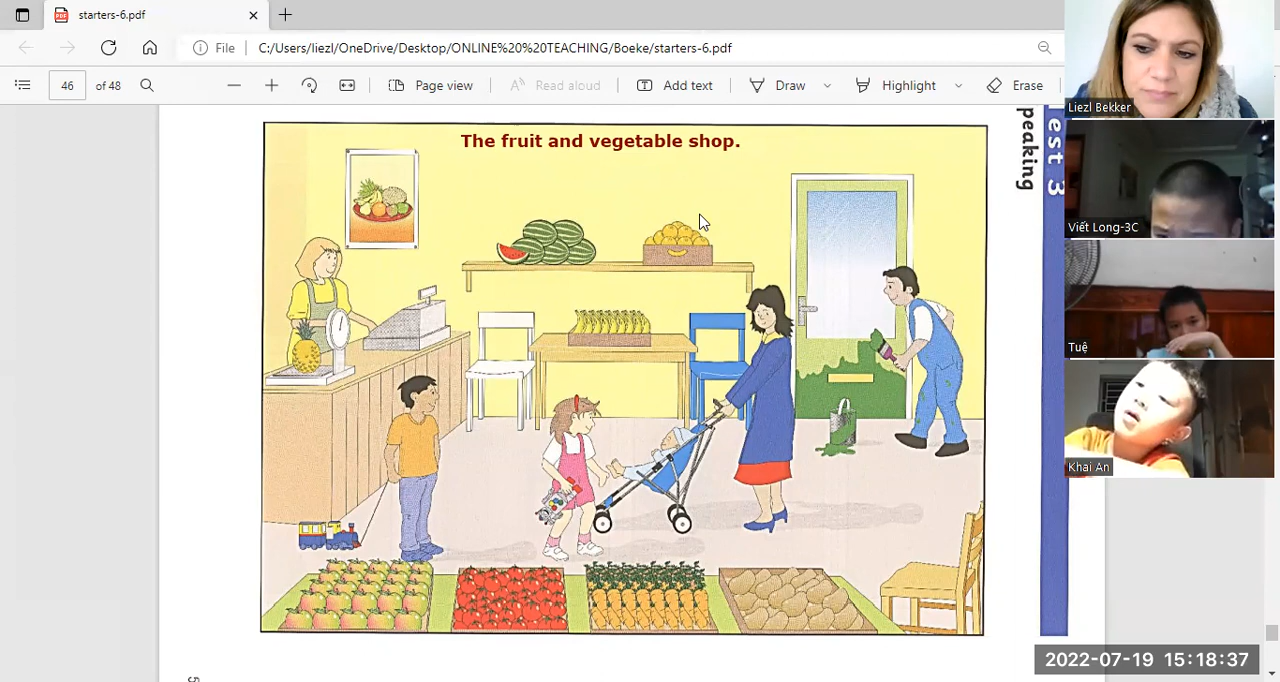 starters-6.pdf
File
C:/Users/liezl/OneDrive/Desktop/ONLINE%20%20TEACHING/Boeke/starters-6.pdf
46 of 48
Page view
Read aloud
Add text
Draw
Highlight
Erase
The fruit and vegetable shop.
est 3
peaking
Liezl Bekker
Viết Long-3C
Tuệ
Khai An
2022-07-19 15:18:37